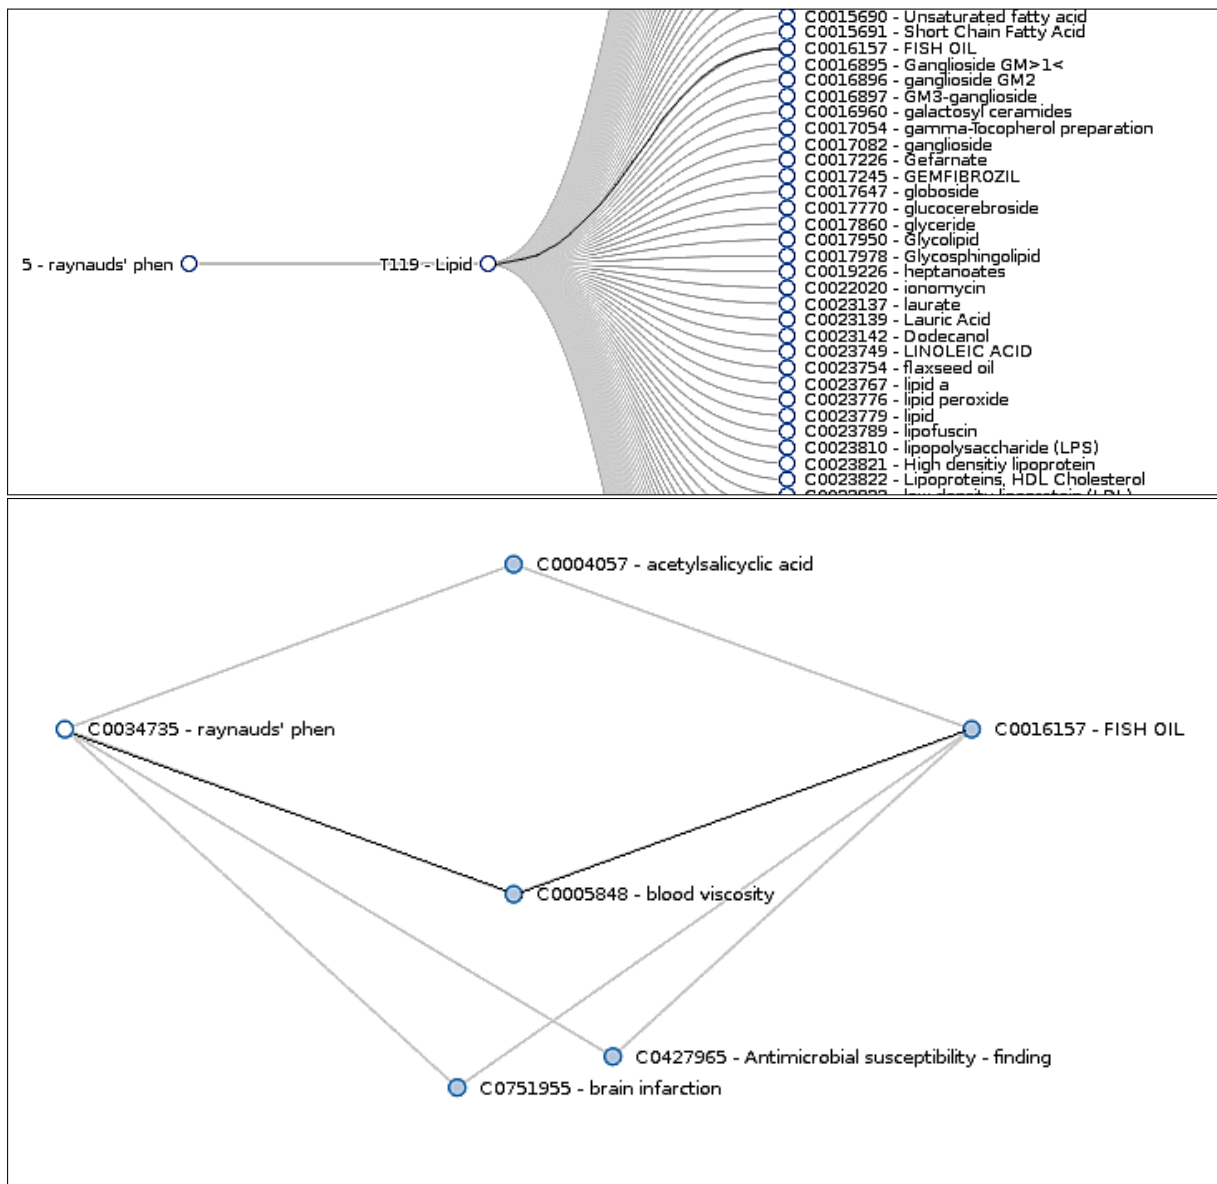 C0015690 - Unsaturated fatty acid
C0015691 - Short Chain Fatty Acid
C0016157 - FISH OIL
C0016895 - Ganglioside GM>1<
C0016896 - ganglioside GM2
C0016897 - GM3-ganglioside
C0016960 - galactosyl ceramides
C0017054 - gamma-Tocopherol preparation
C0017082 - ganglioside
C0017226 - Gefarnate
C0017245 - GEMFIBROZIL
C0017647 - globoside
C0017770 - glucocerebroside
C0017860 - glyceride
C0017950 - Glycolipid
C0017978 - Glycosphingolipid
5 - raynauds' phen
T119 - Lipid
C0019226 - heptanoates
C0022020 - ionomycin
C0023137 - laurate
C0023139 - Lauric Acid
C0023142 - Dodecanol
C0023749 - LINOLEIC ACID
C0023754 - flaxseed oil
C0023767 - lipid a
C0023776 - lipid peroxide
C0023779 - lipid
C0023789 - lipofuscin
C0023810 - lipopolysaccharide (LPS)
C0023821 - High densitiy lipoprotein
C0023822 - Lipoproteins, HDL Cholesterol
C0004057 - acetylsalicyclic acid
C0034735 - raynauds' phen
C0016157 - FISH OIL
C0005848 - blood viscosity
C0427965 - Antimicrobial susceptibility - finding
C0751955 - brain infarction